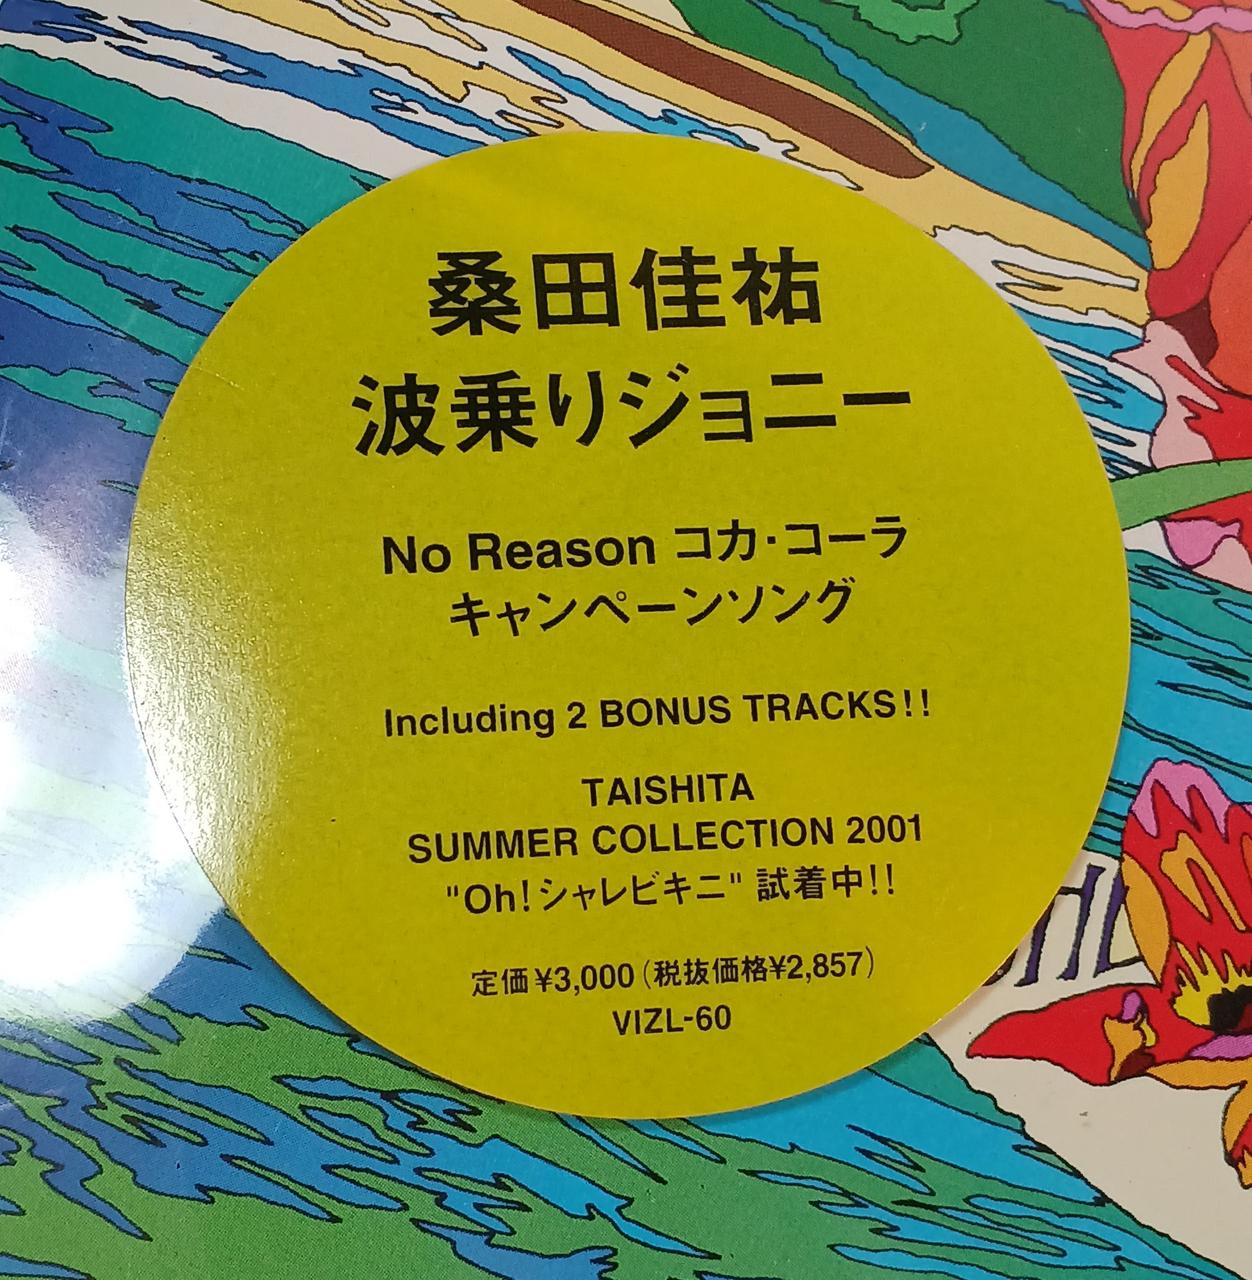 桑田佳祐
波乗りジョニー
No Reason コカ・コーラ
キャンペーンソング
Including 2 BONUS TRACKS!!
TAISHITA
SUMMER COLLECTION 2001
"Oh!シャレビキニ" 試着中!!
定価¥3,000(税抜価格¥2,857)
VIZL-60